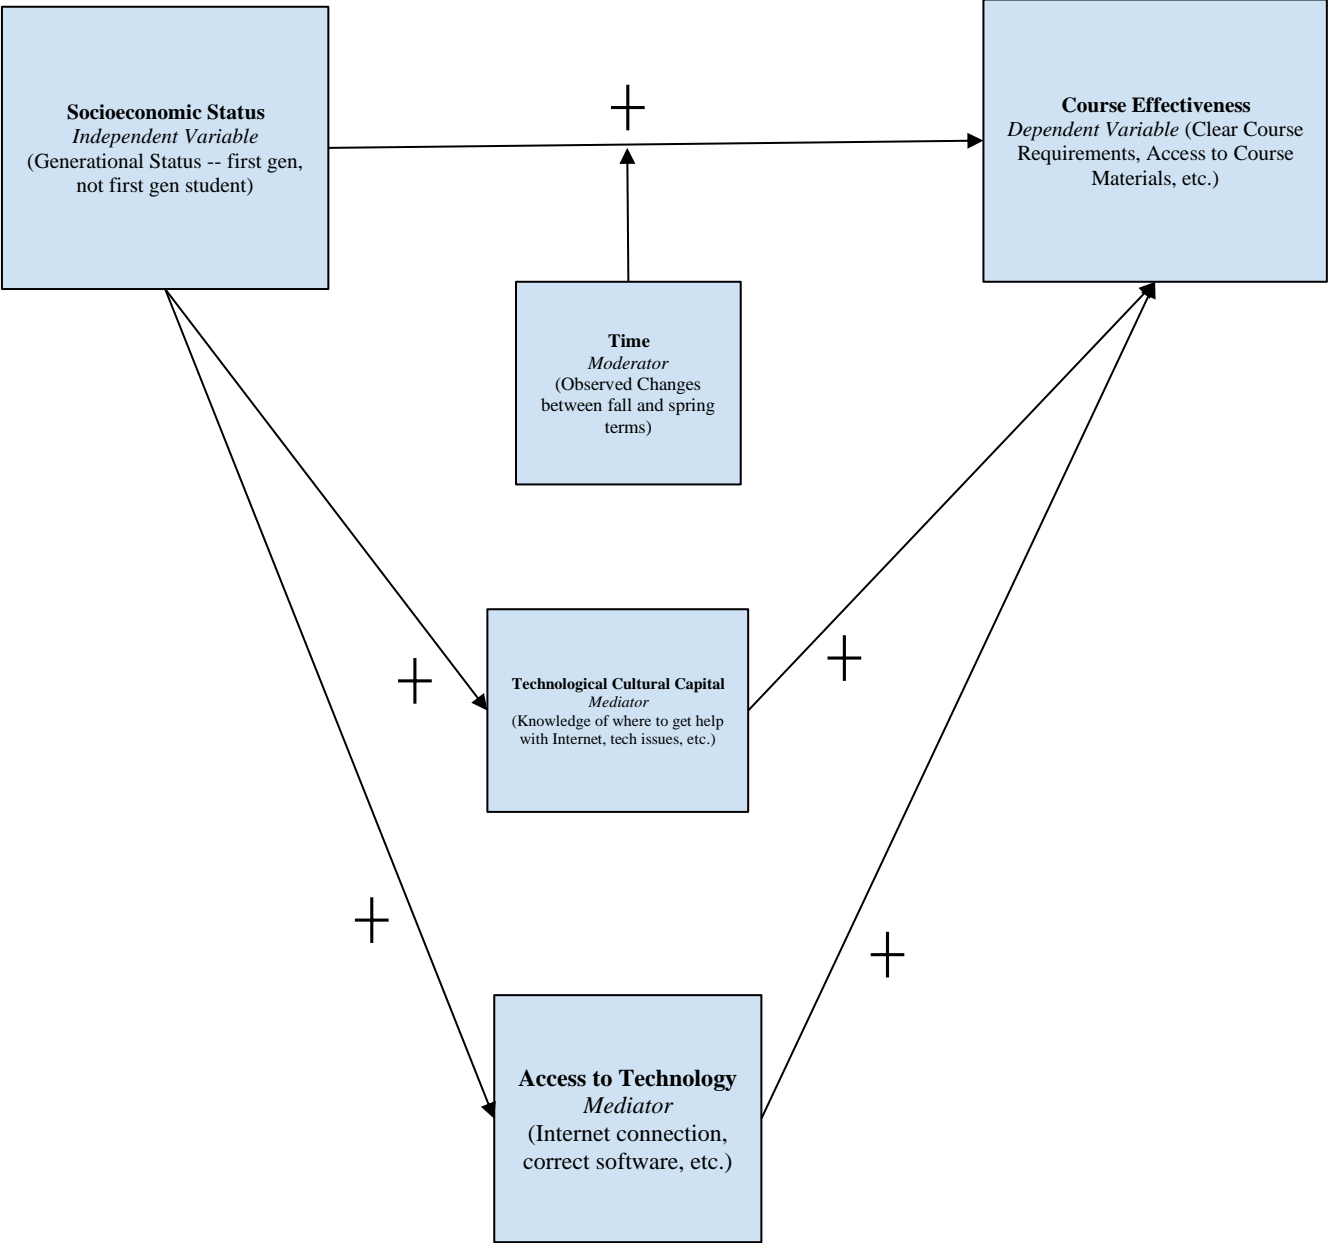 Socioeconomic Status
Independent Variable
(Generational Status -- first gen,
not first gen student)
+
Course Effectiveness
Dependent Variable (Clear Course
Requirements, Access to Course
Materials, etc.)
Time
Moderator
(Observed Changes
between fall and spring
terms)
+
Technological Cultural Capital
Mediator
(Knowledge of where to get help
with Internet, tech issues, etc.)
+
+
Access to Technology
Mediator
(Internet connection,
correct software, etc.)
+